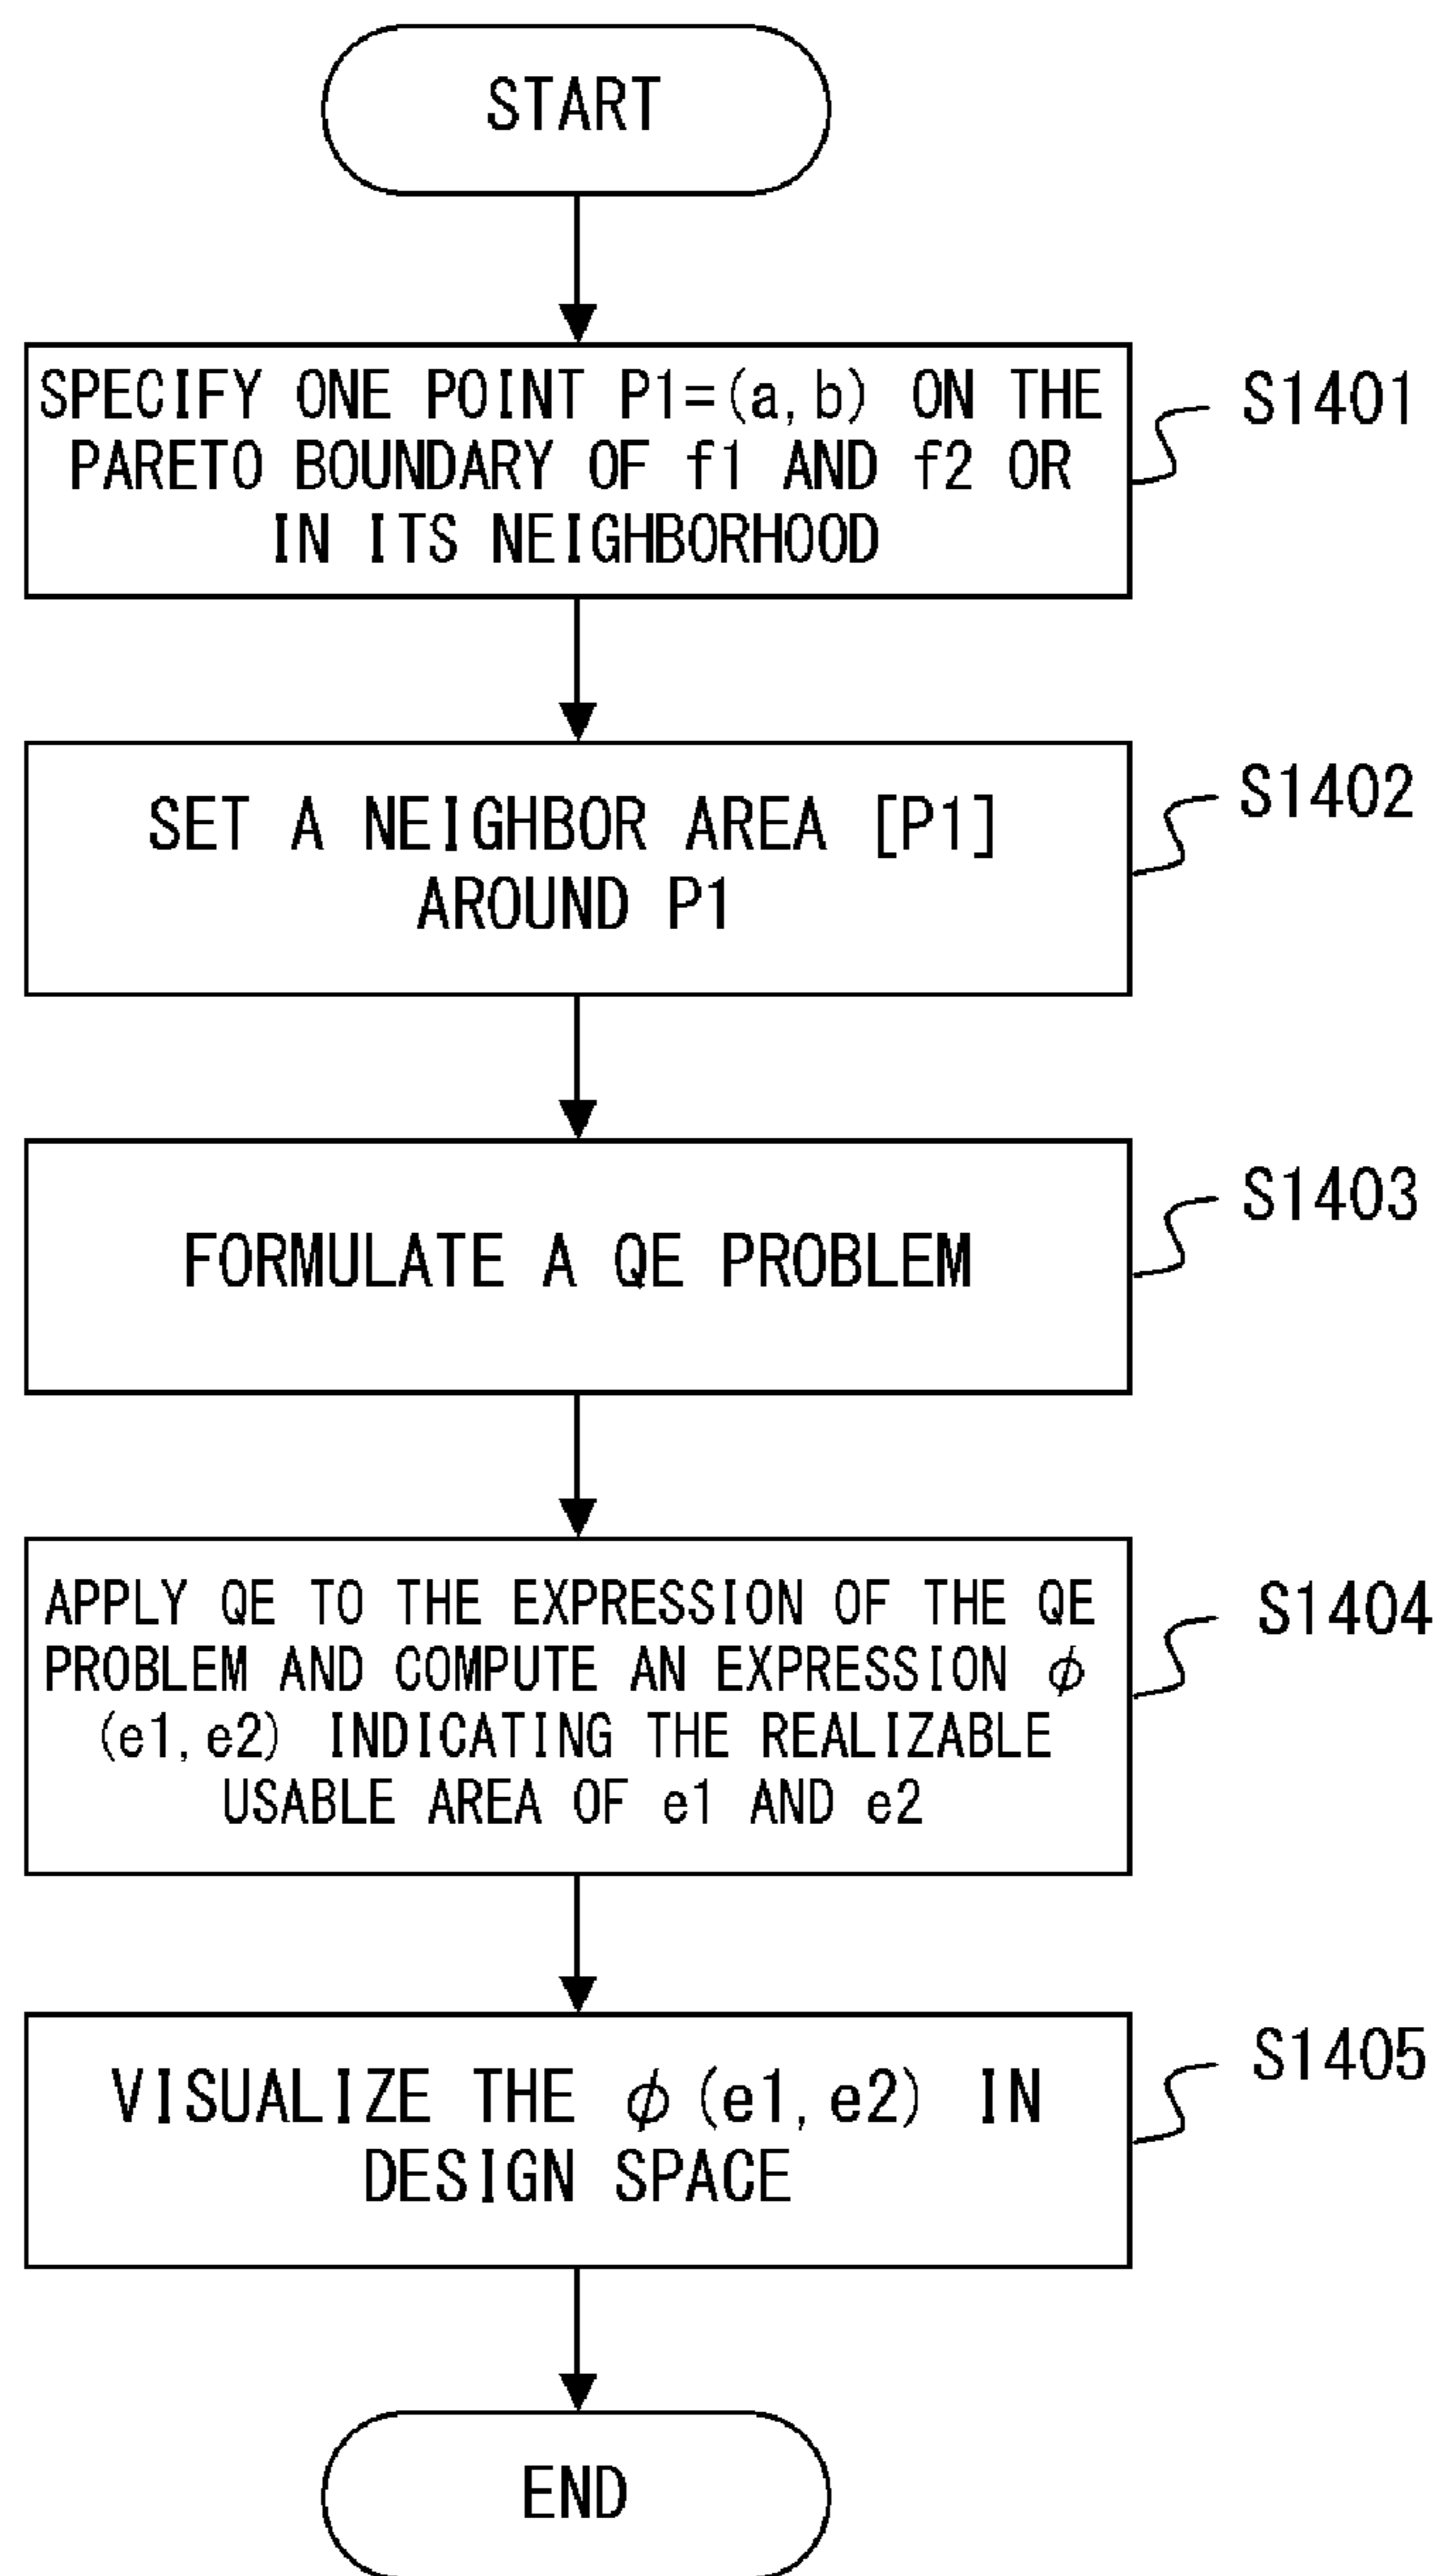 START
SPECIFY ONE POINT P1=(a, b) ON THE
PARETO BOUNDARY OF f1 AND f2 OR
IN ITS NEIGHBORHOOD
S1401
SET A NEIGHBOR AREA [P1]
AROUND P1
S1402
FORMULATE A QE PROBLEM
S1403
APPLY QE TO THE EXPRESSION OF THE QE
PROBLEM AND COMPUTE AN EXPRESSION ϕ
(e1, e2) INDICATING THE REALIZABLE
USABLE AREA OF e1 AND e2
S1404
VISUALIZE THE ϕ (e1, e2) IN
DESIGN SPACE
S1405
END